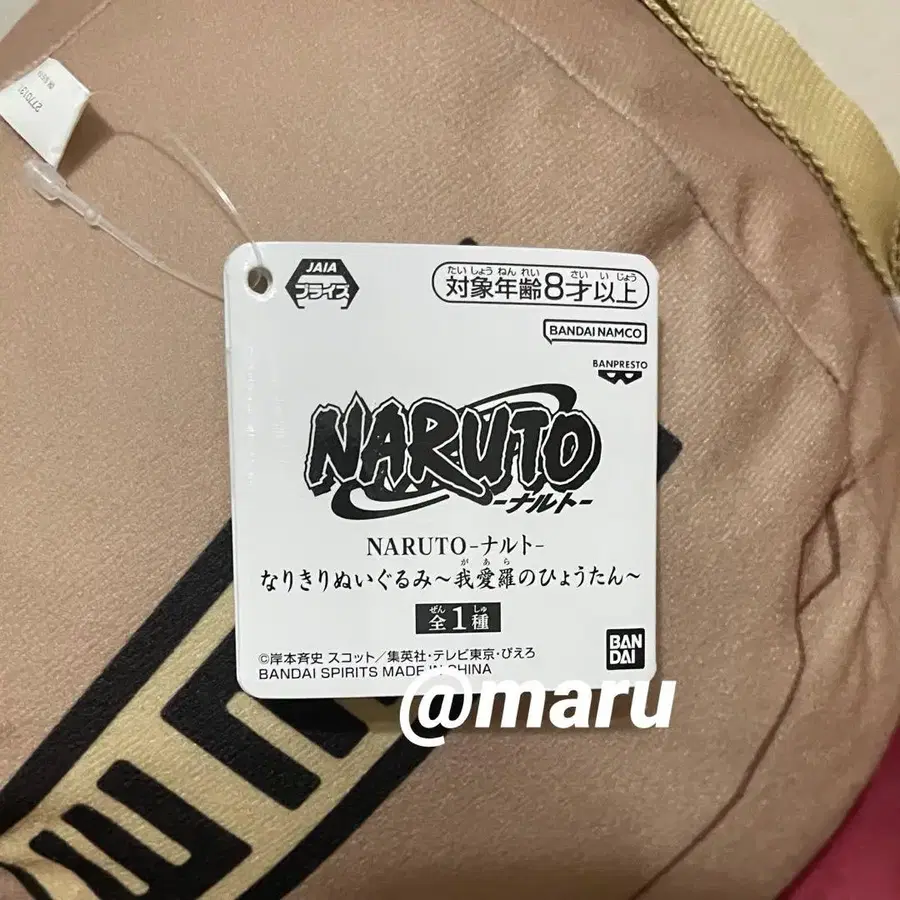 277013
JAIA
プライズ
たいしょうねんれい さいいじょう
対象年齢8才以上
BANDAI NAMCO
BANPRESTO
NARUTO
-ナルト-
NARUTO-ナルト-
があら
なりきりぬいぐるみ～我愛羅のひょうたん～
ぜん しゅ
全1種
BAN
DAI
©岸本斉史 スコット／集英社・テレビ東京・ぴえろ
BANDAI SPIRITS MADE IN CHINA
@maru